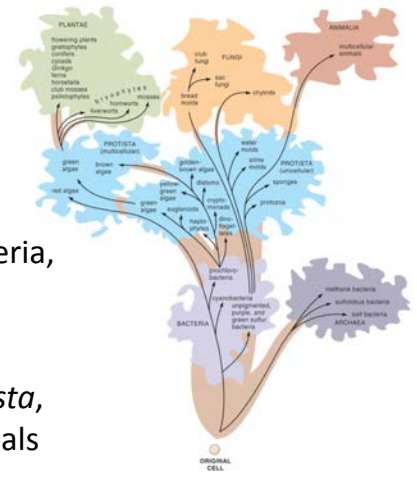 PLANTAE
flowering plants
gnetophytes
conifers
cycads
Ginkgo
ferns
horsetails
club mosses
psilotophytes
bryophytes
mosses
hornworts
liverworts
FUNGI
club
fungi
sac
fungi
bread
molds
chytrids
ANIMALIA
multicellular
animals
PROTISTA
(multicellular)
green
algae
brown
algae
red algae
golden-
brown algae
diatoms
yellow-
green
algae
crypto-
monads
green
algae
euglenoids
hapto-
phytes
dino-
flagel-
lates
water
molds
slime
molds
PROTISTA
(unicellular)
sponges
protozoa
prochloro-
bacteria
cyanobacteria
unpigmented,
purple, and
green sulfur
bacteria
BACTERIA
methane bacteria
sulfolobus bacteria
salt bacteria
ARCHAEA
ORIGINAL
CELL
eria,
sta,
als